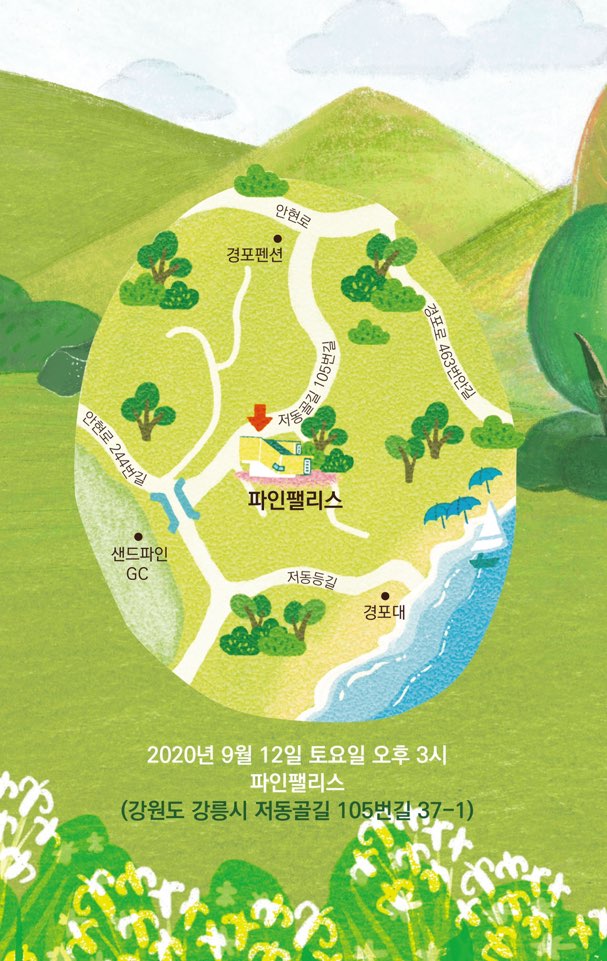 안현로
경포펜션
경포로 463번안길
저동골길 105번길
안현로 244번길
파인팰리스
샌드파인
GC
저동등길
경포대
2020년 9월 12일 토요일 오후 3시
파인팰리스
(강원도 강릉시 저동골길 105번길 37-1)